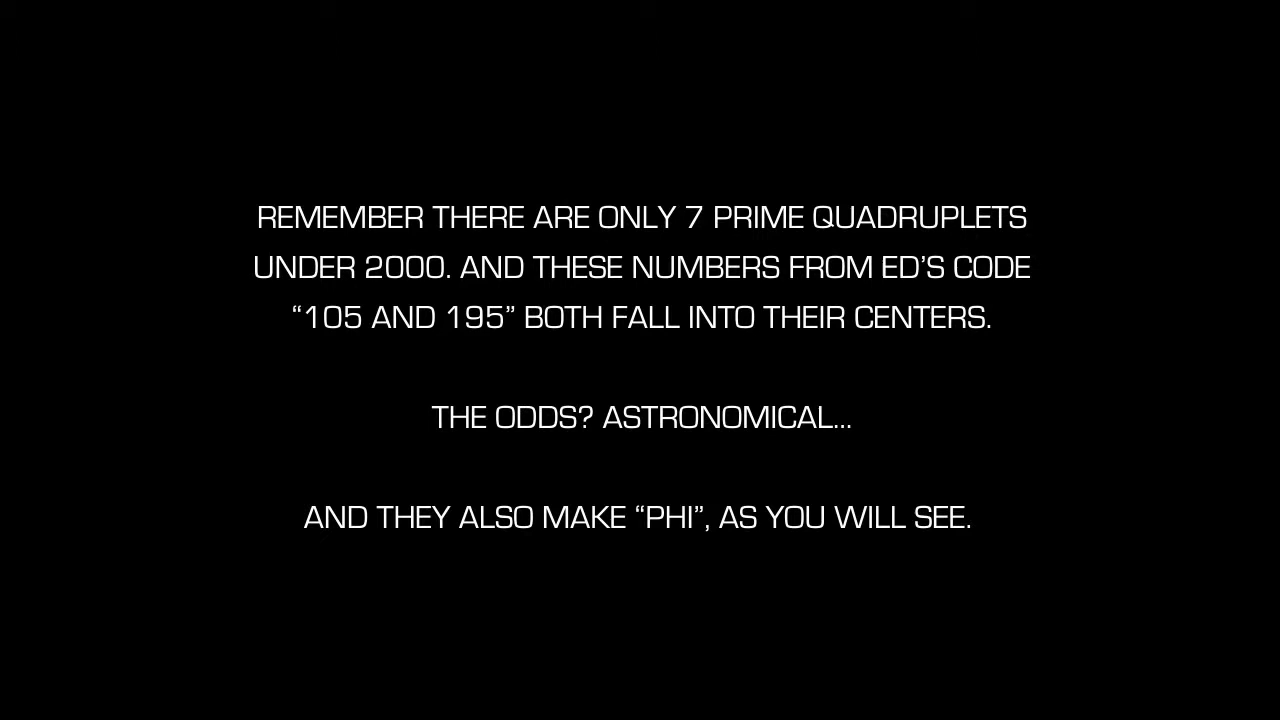 REMEMBER THERE ARE ONLY 7 PRIME QUADRUPLETS
UNDER 2000. AND THESE NUMBERS FROM ED’S CODE
“105 AND 195” BOTH FALL INTO THEIR CENTERS.
THE ODDS? ASTRONOMICAL...
AND THEY ALSO MAKE “PHI”, AS YOU WILL SEE.